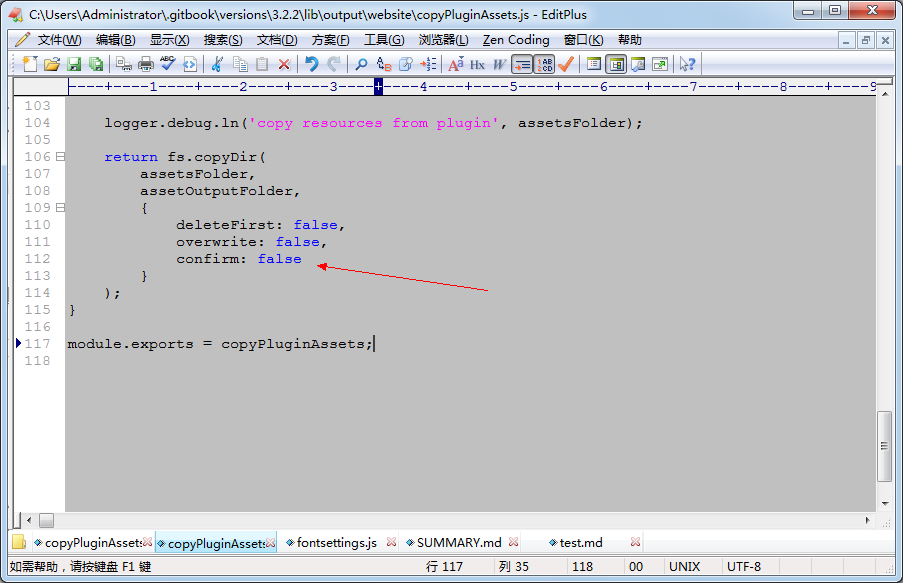 C:\Users\Administrator\.gitbook\versions\3.2.2\lib\output\website\copyPluginAssets.js - EditPlus
文件(W) 编辑(B) 显示(X) 搜索(S) 文档(D) 方案(F) 工具(G) 浏览器(L) Zen Coding 窗口(K) 帮助
----+----1----+----2----+----3----+----4----+----5----+----6----+----7----+----8----+----9
103
104 logger.debug.ln('copy resources from plugin', assetsFolder);
105
106 return fs.copyDir(
107 assetsFolder,
108 assetOutputFolder,
109 {
110 deleteFirst: false,
111 overwrite: false,
112 confirm: false
113 }
114 );
115 }
116
117 module.exports = copyPluginAssets;
118
copyPluginAssets copyPluginAssets fontsettings.js SUMMARY.md test.md
如需帮助，请按键盘 F1 键 行 117 列 35 118 00 UNIX UTF-8